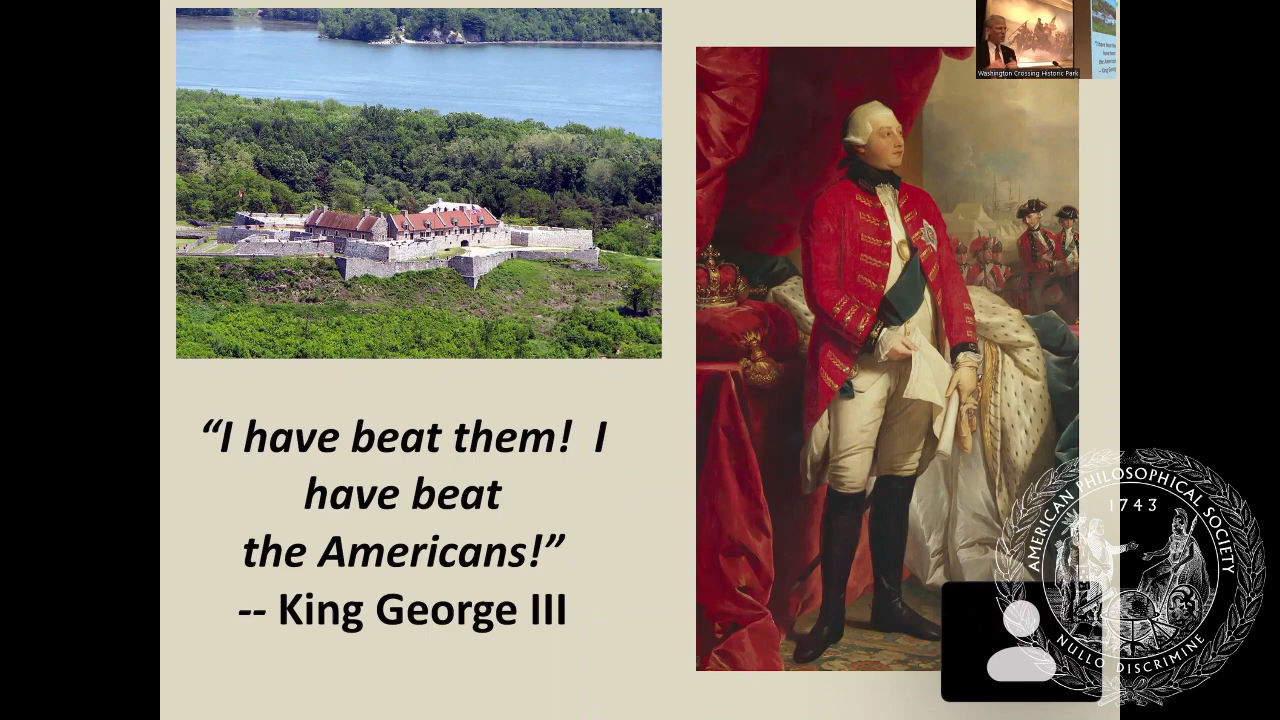 Washington Crossing Historic Park
“I have beat them!  I
have beat
the Americans!”
-- King George III
AMERICAN PHILOSOPHICAL SOCIETY
1743
NULLO DISCRIMINE